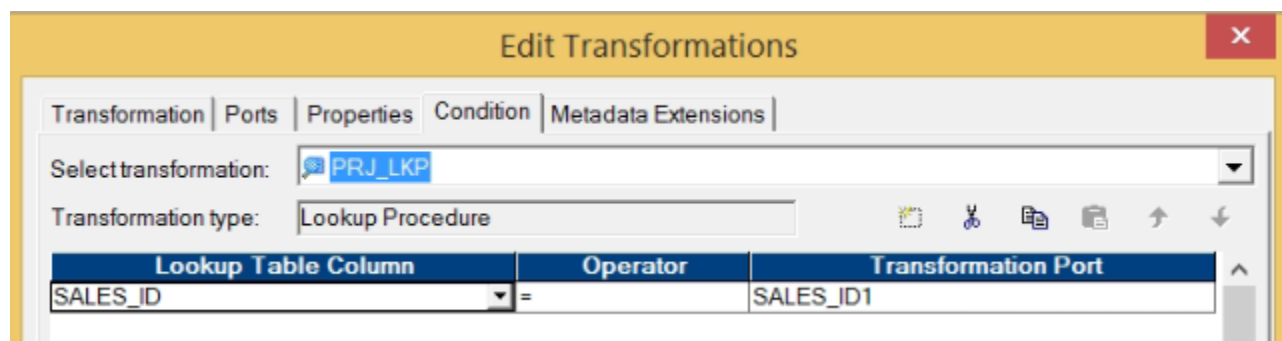 Edit Transformations
Transformation Ports Properties Condition Metadata Extensions
Select transformation: PRJ_LKP
Transformation type: Lookup Procedure
Lookup Table Column Operator Transformation Port
SALES_ID = SALES_ID1